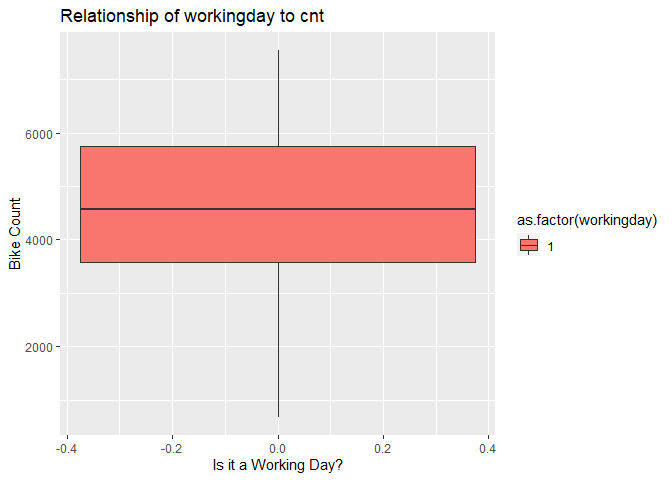 Relationship of workingday to cnt
Bike Count
6000
4000
2000
-0.4
-0.2
0.0
0.2
0.4
Is it a Working Day?
as.factor(workingday)
1